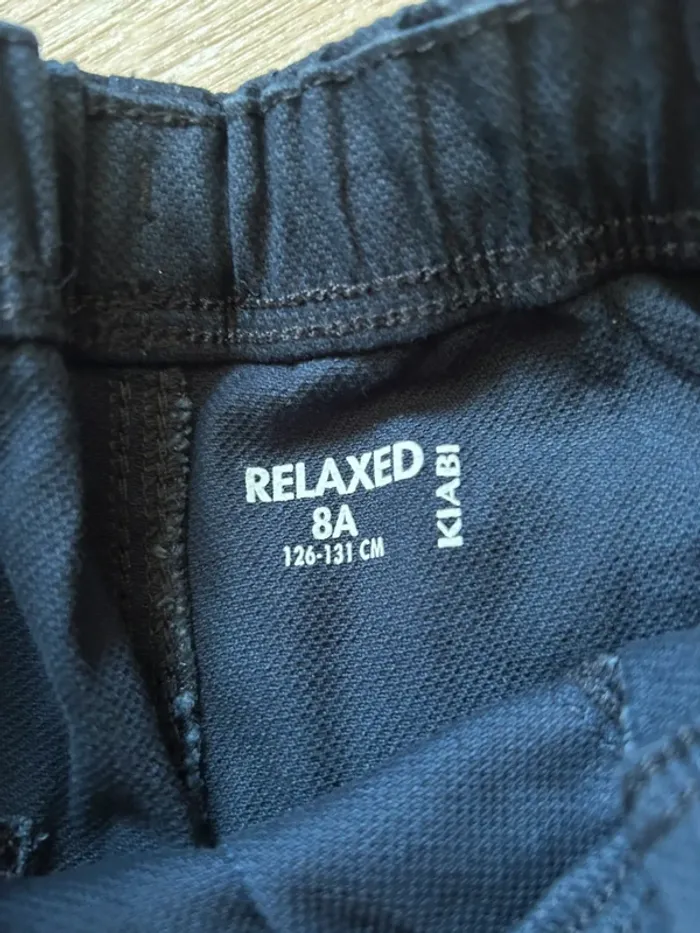 RELAXED
8A
126-131 CM
KIABI